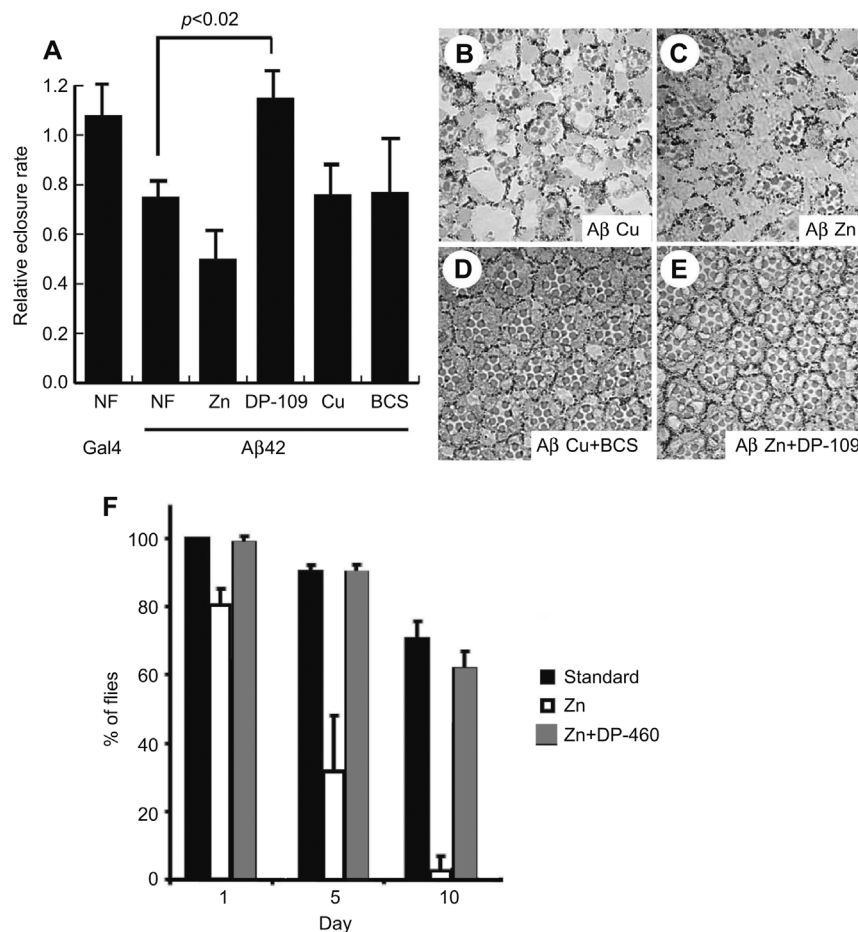 A
p<0.02
Relative eclosure rate
1.2
1.0
0.8
0.6
0.4
0.2
0.0
NF NF Zn DP-109 Cu BCS
Gal4 Aβ42
B
Aβ Cu
C
Aβ Zn
D
Aβ Cu+BCS
E
Aβ Zn+DP-109
F
% of flies
100
80
60
40
20
0
1 5 10
Day
Standard
Zn
Zn+DP-460